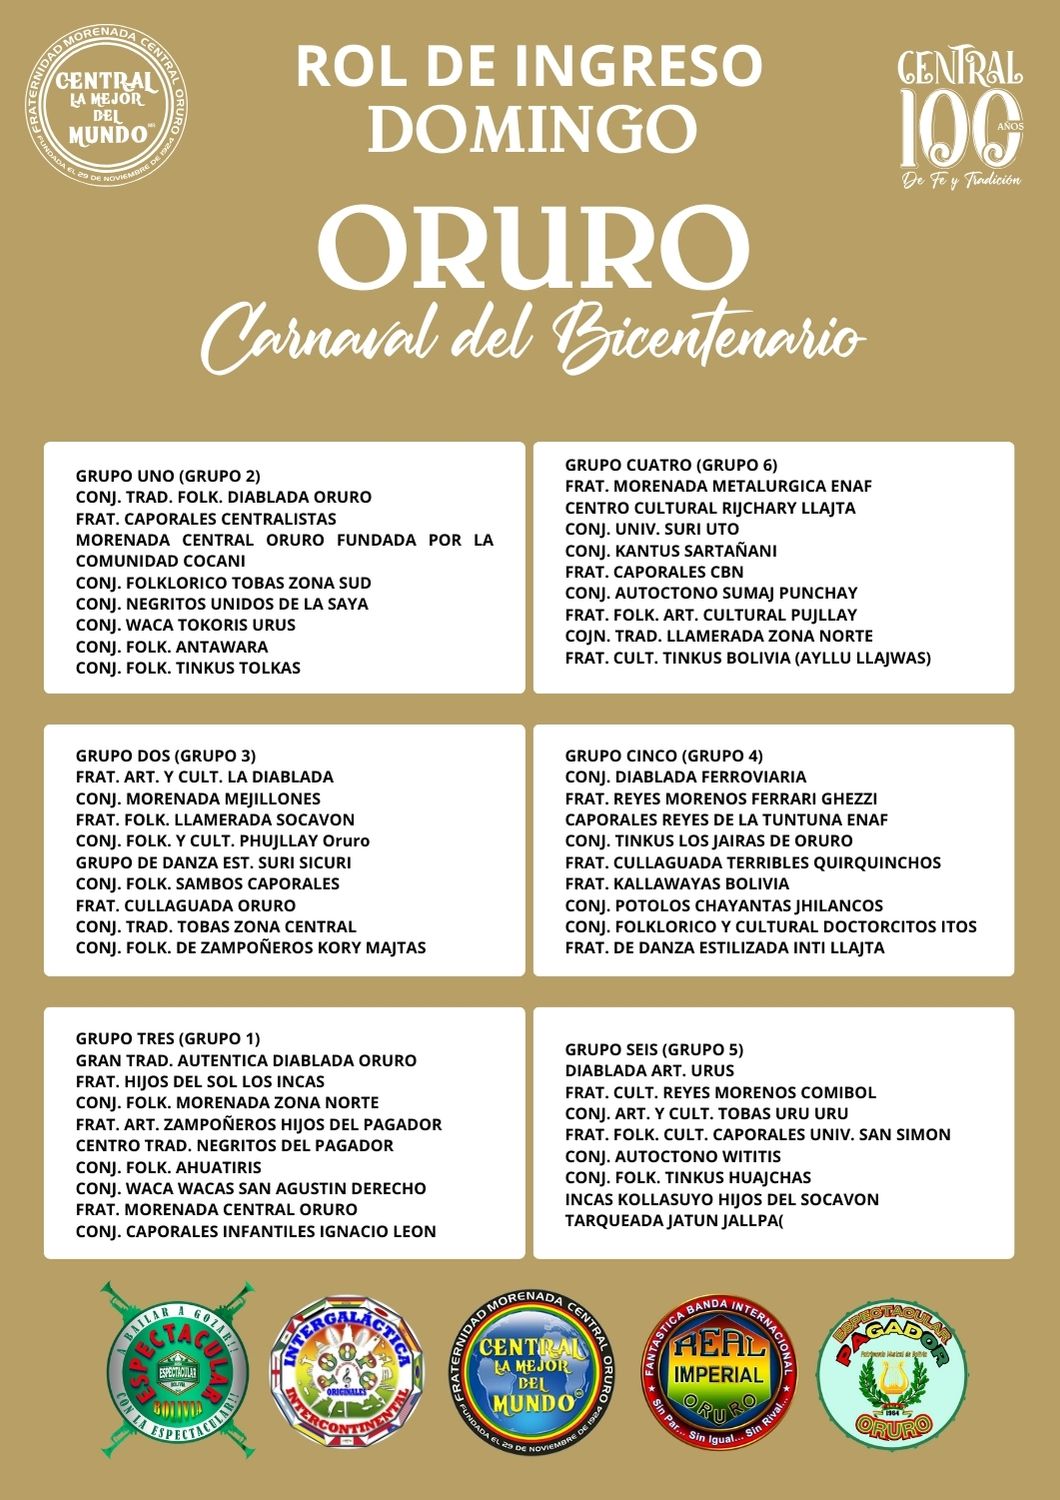 FRATERNIDAD MORENADA CENTRAL ORURO
CENTRAL
LA MEJOR
DEL
MUNDO
FUNDADA EL 29 DE NOVIEMBRE DE 1924
ROL DE INGRESO
DOMINGO
CENTRAL
100
AÑOS
De Fe y Tradición
ORURO
Carnaval del Bicentenario
GRUPO UNO (GRUPO 2)
CONJ. TRAD. FOLK. DIABLADA ORURO
FRAT. CAPORALES CENTRALISTAS
MORENADA CENTRAL ORURO FUNDADA POR LA
COMUNIDAD COCANI
CONJ. FOLKLORICO TOBAS ZONA SUD
CONJ. NEGRITOS UNIDOS DE LA SAYA
CONJ. WACA TOKORIS URUS
CONJ. FOLK. ANTAWARA
CONJ. FOLK. TINKUS TOLKAS
GRUPO CUATRO (GRUPO 6)
FRAT. MORENADA METALURGICA ENAF
CENTRO CULTURAL RIJCHARY LLAJTA
CONJ. UNIV. SURI UTO
CONJ. KANTUS SARTAÑANI
FRAT. CAPORALES CBN
CONJ. AUTOCTONO SUMAJ PUNCHAY
FRAT. FOLK. ART. CULTURAL PUJLLAY
COJN. TRAD. LLAMERADA ZONA NORTE
FRAT. CULT. TINKUS BOLIVIA (AYLLU LLAJWAS)
GRUPO DOS (GRUPO 3)
FRAT. ART. Y CULT. LA DIABLADA
CONJ. MORENADA MEJILLONES
FRAT. FOLK. LLAMERADA SOCAVON
CONJ. FOLK. Y CULT. PHUJLLAY Oruro
GRUPO DE DANZA EST. SURI SICURI
CONJ. FOLK. SAMBOS CAPORALES
FRAT. CULLAGUADA ORURO
CONJ. TRAD. TOBAS ZONA CENTRAL
CONJ. FOLK. DE ZAMPOÑEROS KORY MAJTAS
GRUPO CINCO (GRUPO 4)
CONJ. DIABLADA FERROVIARIA
FRAT. REYES MORENOS FERRARI GHEZZI
CAPORALES REYES DE LA TUNTUNA ENAF
CONJ. TINKUS LOS JAIRAS DE ORURO
FRAT. CULLAGUADA TERRIBLES QUIRQUINCHOS
FRAT. KALLAWAYAS BOLIVIA
CONJ. POTOLOS CHAYANTAS JHILANCOS
CONJ. FOLKLORICO Y CULTURAL DOCTORCITOS ITOS
FRAT. DE DANZA ESTILIZADA INTI LLAJTA
GRUPO TRES (GRUPO 1)
GRAN TRAD. AUTENTICA DIABLADA ORURO
FRAT. HIJOS DEL SOL LOS INCAS
CONJ. FOLK. MORENADA ZONA NORTE
FRAT. ART. ZAMPOÑEROS HIJOS DEL PAGADOR
CENTRO TRAD. NEGRITOS DEL PAGADOR
CONJ. FOLK. AHUATIRIS
CONJ. WACA WACAS SAN AGUSTIN DERECHO
FRAT. MORENADA CENTRAL ORURO
CONJ. CAPORALES INFANTILES IGNACIO LEON
GRUPO SEIS (GRUPO 5)
DIABLADA ART. URUS
FRAT. CULT. REYES MORENOS COMIBOL
CONJ. ART. Y CULT. TOBAS URU URU
FRAT. FOLK. CULT. CAPORALES UNIV. SAN SIMON
CONJ. AUTOCTONO WITITIS
CONJ. FOLK. TINKUS HUAJCHAS
INCAS KOLLASUYO HIJOS DEL SOCAVON
TARQUEADA JATUN JALLPA(
A BAILAR A GOZAR!!
ESPECTACULAR
ESPECTACULAR
BOLIVIA
CON LA ESPECTACULAR!!
INTERGALÁCTICA
POOPÓ
ORIGINALES
INTERCONTINENTAL
FRATERNIDAD MORENADA CENTRAL ORURO
CENTRAL
LA MEJOR
DEL
MUNDO
FUNDADA EL 29 DE NOVIEMBRE DE 1924
FANTASTICA BANDA INTERNACIONAL
REAL
IMPERIAL
ORURO
Sin Par... Sin Igual... Sin Rival...
ESPECTACULAR
PAGADOR
Patrimonio Musical de Bolivia
1964
ORURO